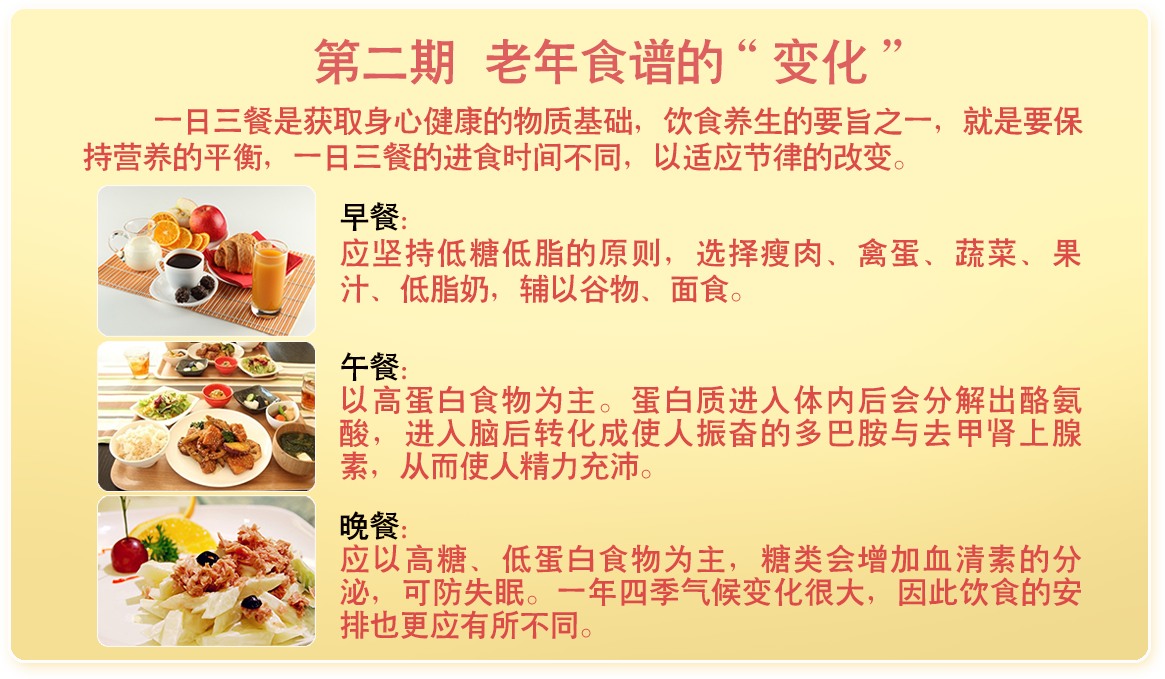 第二期 老年食谱的“变化”
一日三餐是获取身心健康的物质基础，饮食养生的要旨之一，就是要保
持营养的平衡，一日三餐的进食时间不同，以适应节律的改变。
早餐：
应坚持低糖低脂的原则，选择瘦肉、禽蛋、蔬菜、果
汁、低脂奶，辅以谷物、面食。
午餐：
以高蛋白食物为主。蛋白质进入体内后会分解出酪氨
酸，进入脑后转化成使人振奋的多巴胺与去甲肾上腺
素，从而使人精力充沛。
晚餐：
应以高糖、低蛋白食物为主，糖类会增加血清素的分
泌，可防失眠。一年四季气候变化很大，因此饮食的安
排也更应有所不同。